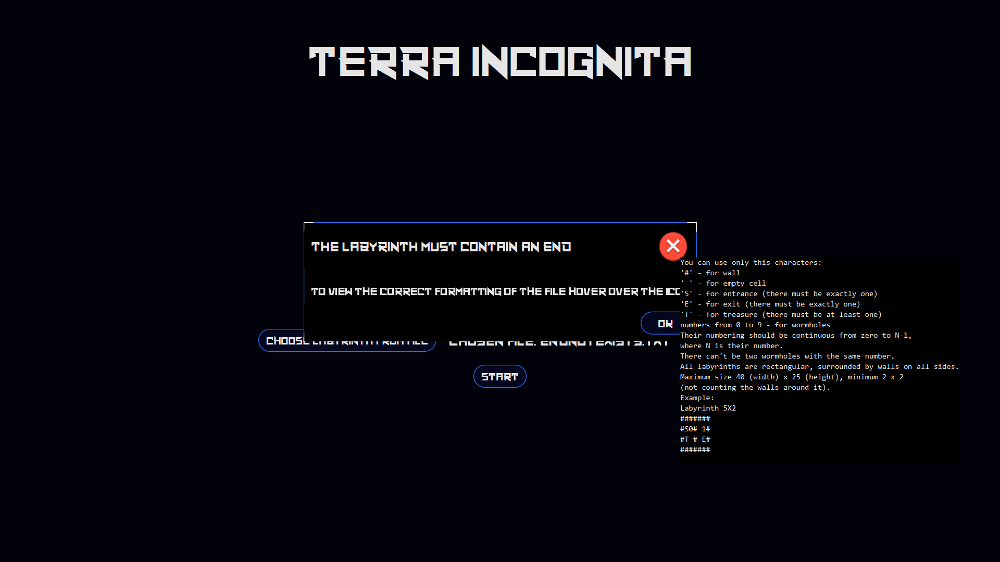 TERRA INCOGNITA
THE LABYRINTH MUST CONTAIN AN END
TO VIEW THE CORRECT FORMATTING OF THE FILE HOVER OVER THE
OK
You can use only this characters:
'#' - for wall
' ' - for empty cell
'S' - for entrance (there must be exactly one)
'E' - for exit (there must be exactly one)
'T' - for treasure (there must be at least one)
numbers from 0 to 9 - for wormholes
Their numbering should be continuous from zero to N-1,
where N is their number.
There can't be two wormholes with the same number.
All labyrinths are rectangular, surrounded by walls on all sides.
Maximum size 40 (width) x 25 (height), minimum 2 x 2
(not counting the walls around it).
Example:
Labyrinth 5X2
#######
#S0# 1#
#T # E#
#######
CHOOSE LABYRINTH FROM FILE
CHOSEN FILE: ENDNOTEXISTS.TXT
START